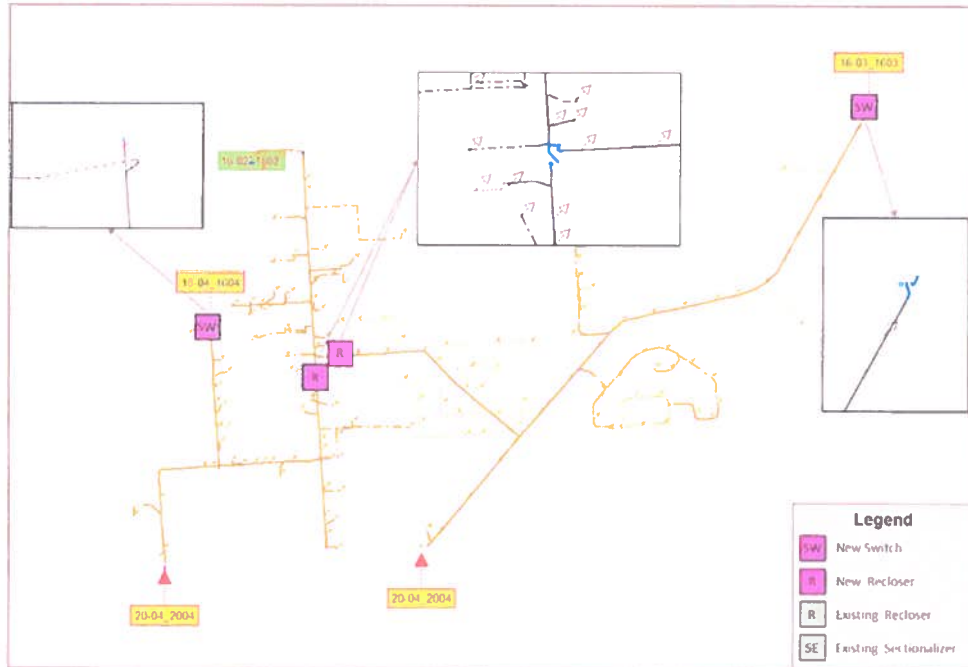 16-03_1603
SW
16-04_1604
SW
R
R
20-04_2004
20-04_2004
Legend
SW New Switch
R New Recloser
R Existing Recloser
SE Existing Sectionalizer